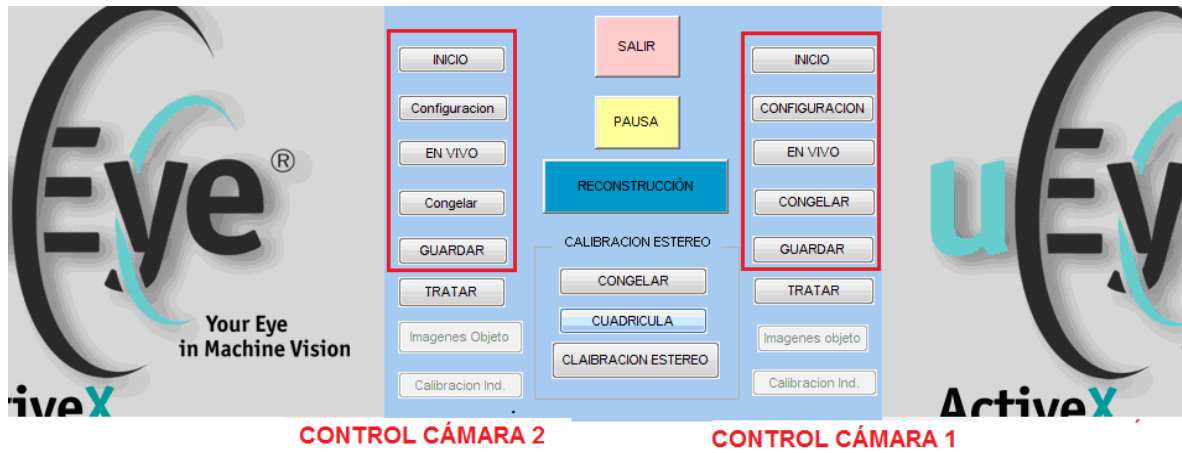 Eye®
Your Eye
in Machine Vision
iveX
INICIO
Configuracion
EN VIVO
Congelar
GUARDAR
TRATAR
Imagenes Objeto
Calibracion Ind.
SALIR
PAUSA
RECONSTRUCCIÓN
CALIBRACION ESTEREO
CONGELAR
CUADRICULA
CLAIBRACION ESTEREO
INICIO
CONFIGURACION
EN VIVO
CONGELAR
GUARDAR
TRATAR
Imagenes objeto
Calibracion Ind.
uEy
ActiveX
CONTROL CÁMARA 2
CONTROL CÁMARA 1